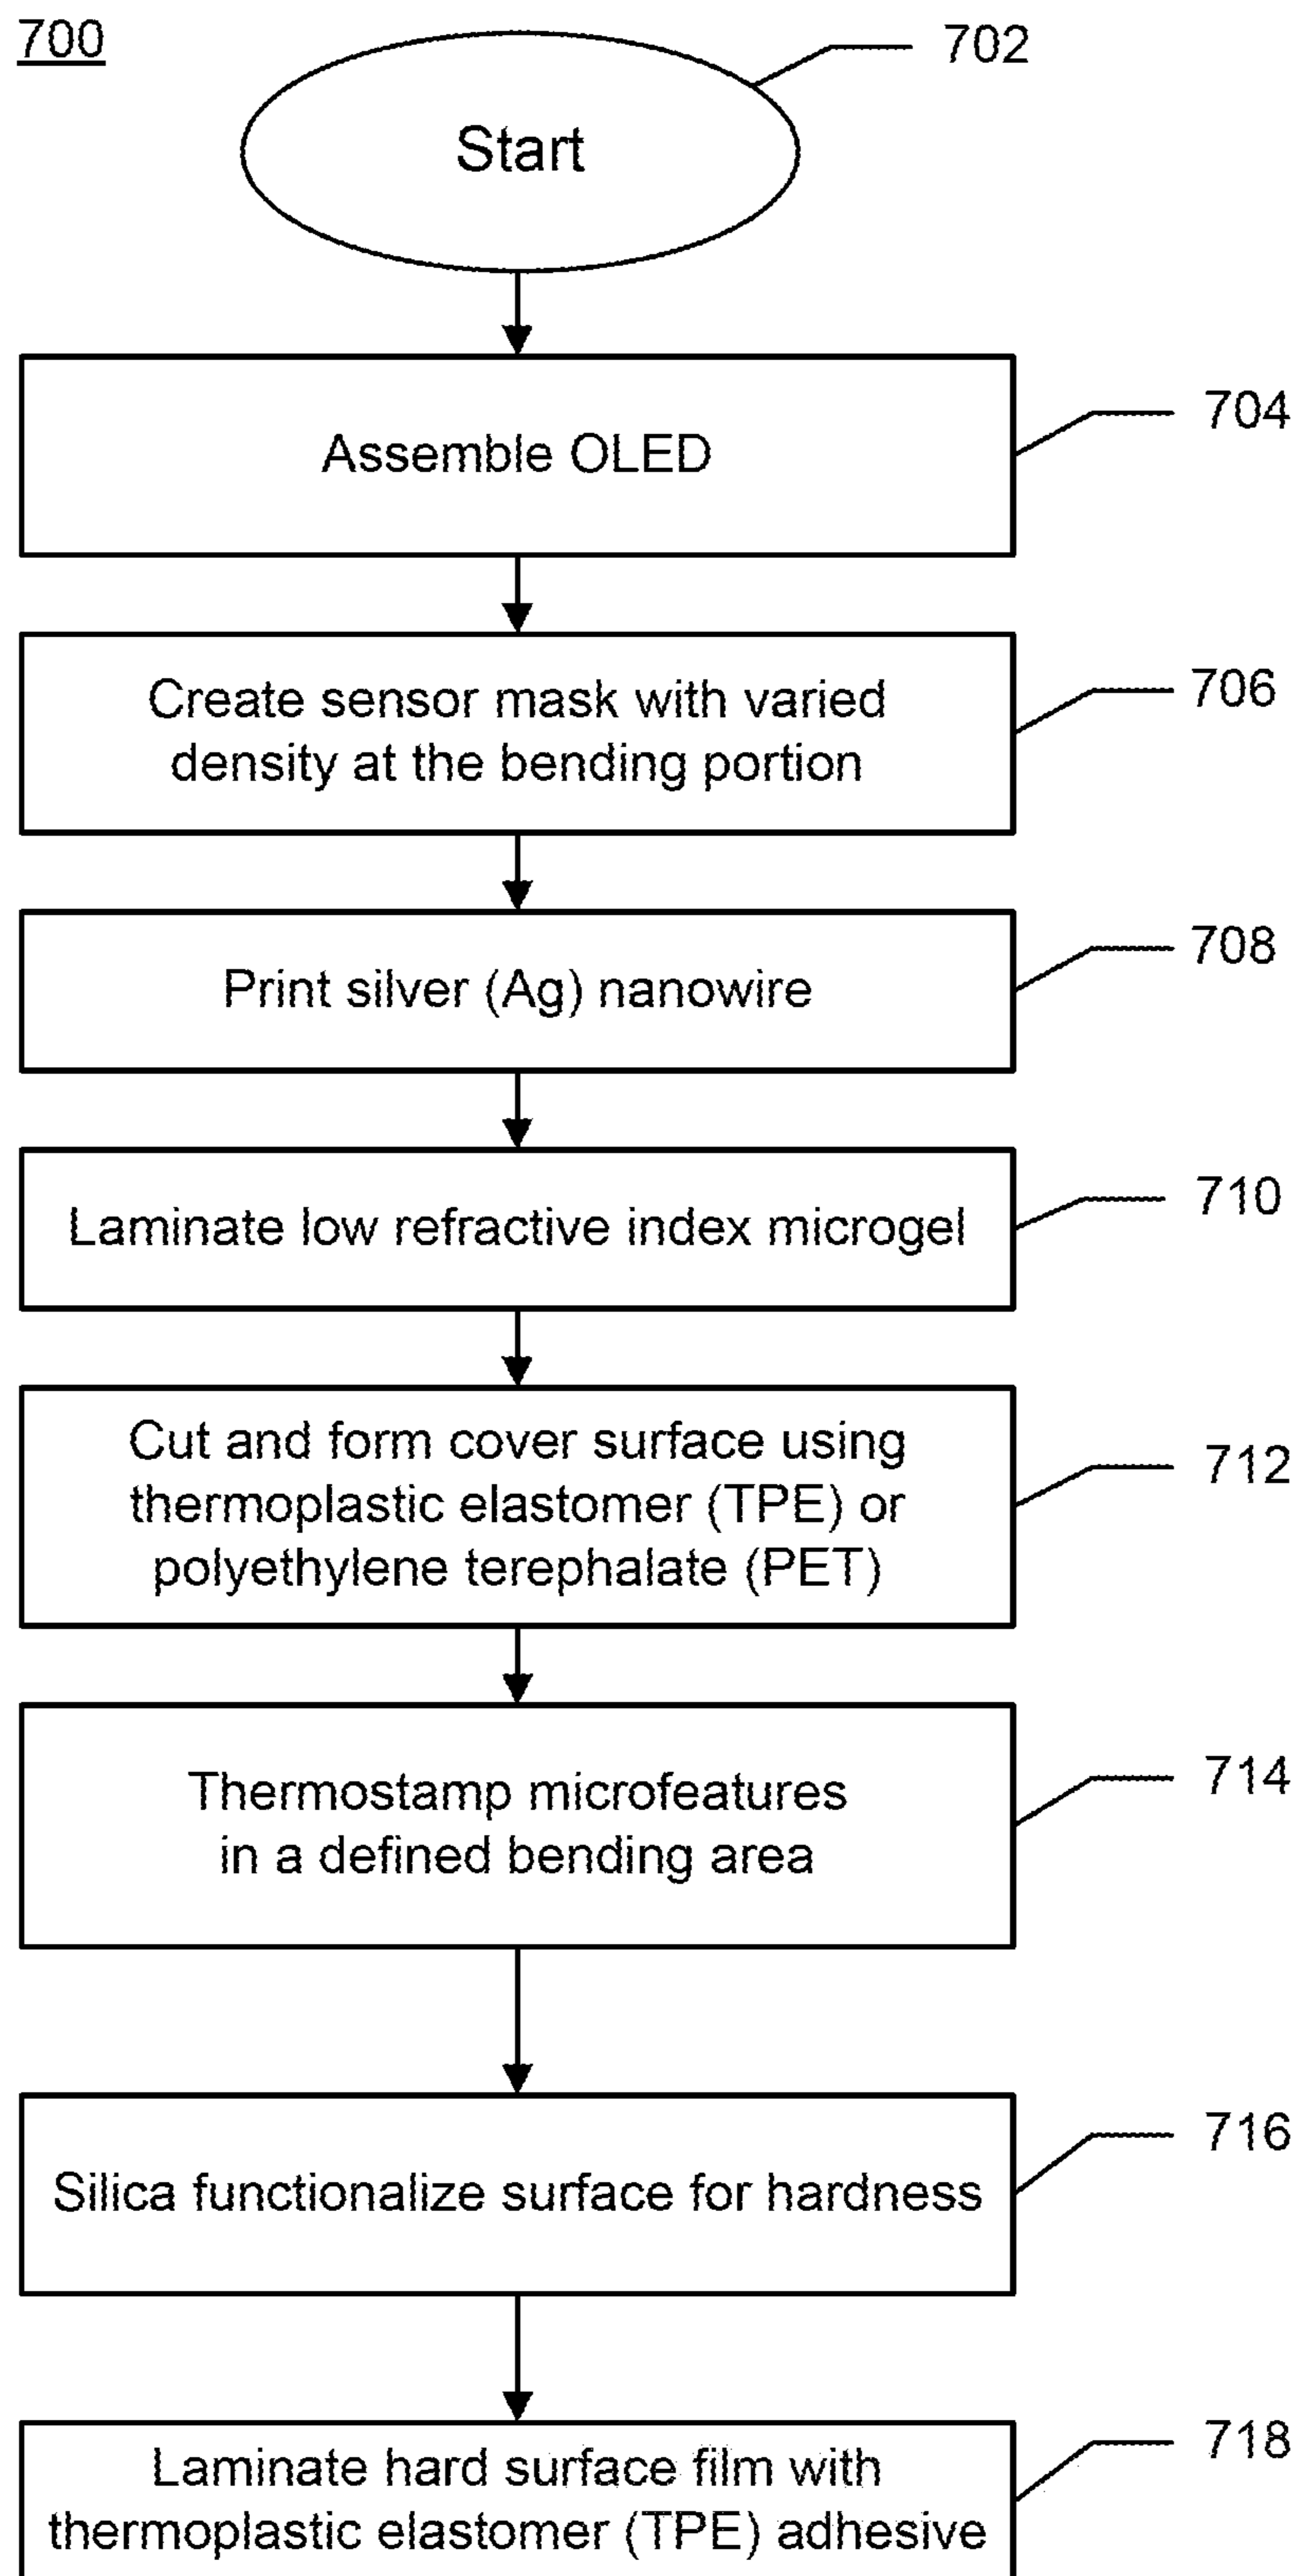 700
702
Start
704
Assemble OLED
706
Create sensor mask with varied
density at the bending portion
708
Print silver (Ag) nanowire
710
Laminate low refractive index microgel
712
Cut and form cover surface using
thermoplastic elastomer (TPE) or
polyethylene terephalate (PET)
714
Thermostamp microfeatures
in a defined bending area
716
Silica functionalize surface for hardness
718
Laminate hard surface film with
thermoplastic elastomer (TPE) adhesive